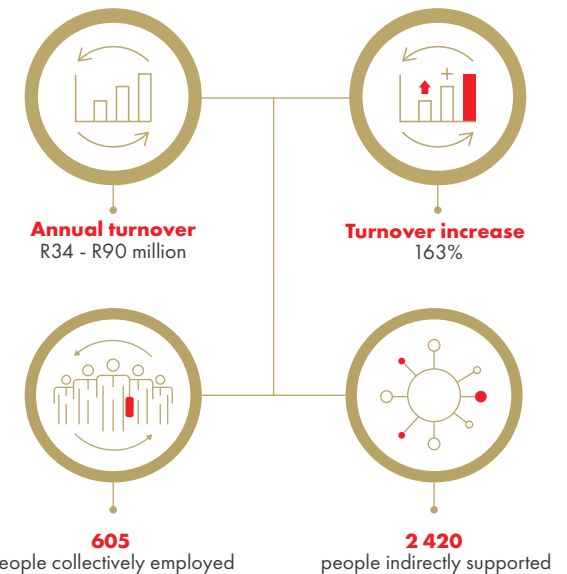 Annual turnover
R34 - R90 million
Turnover increase
163%
605
eople collectively employed
2 420
people indirectly supported